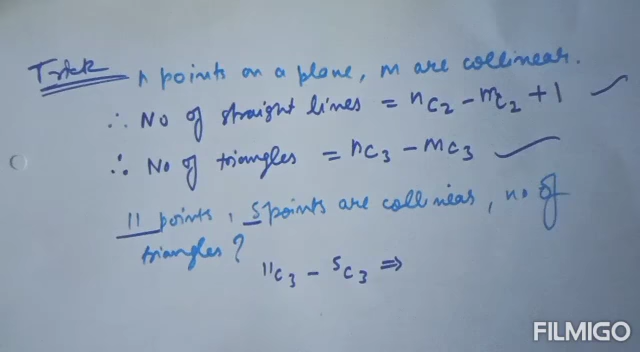 Trick n points on a plane, m are collinear.
∴ No of straight lines = ⁿC₂ – ᵐC₂ + 1
∴ No of triangles = ⁿC₃ – ᵐC₃
11 points, 5 points are collinear, no of
triangles?
¹¹C₃ – ⁵C₃ ⇒
FILMIGO